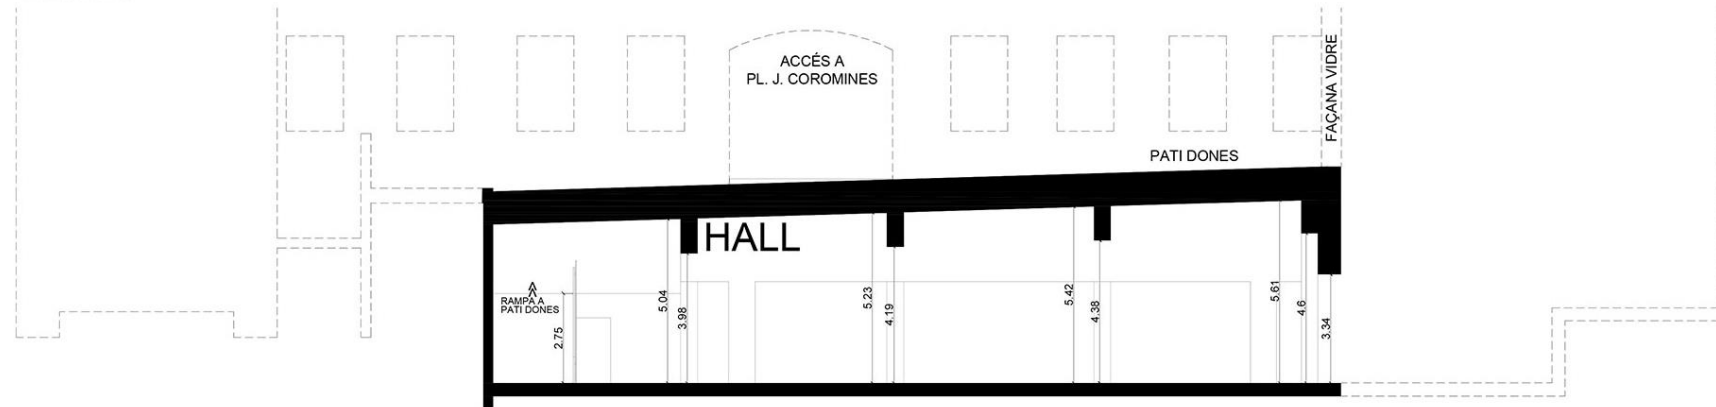 ACCÉS A
PL. J. COROMINES
FAÇANA VIDRE
PATI DONES
HALL
RAMPA A
PATI DONES
2.75
5.04
3.98
5.23
4.19
5.42
4.38
5.61
4.6
3.34